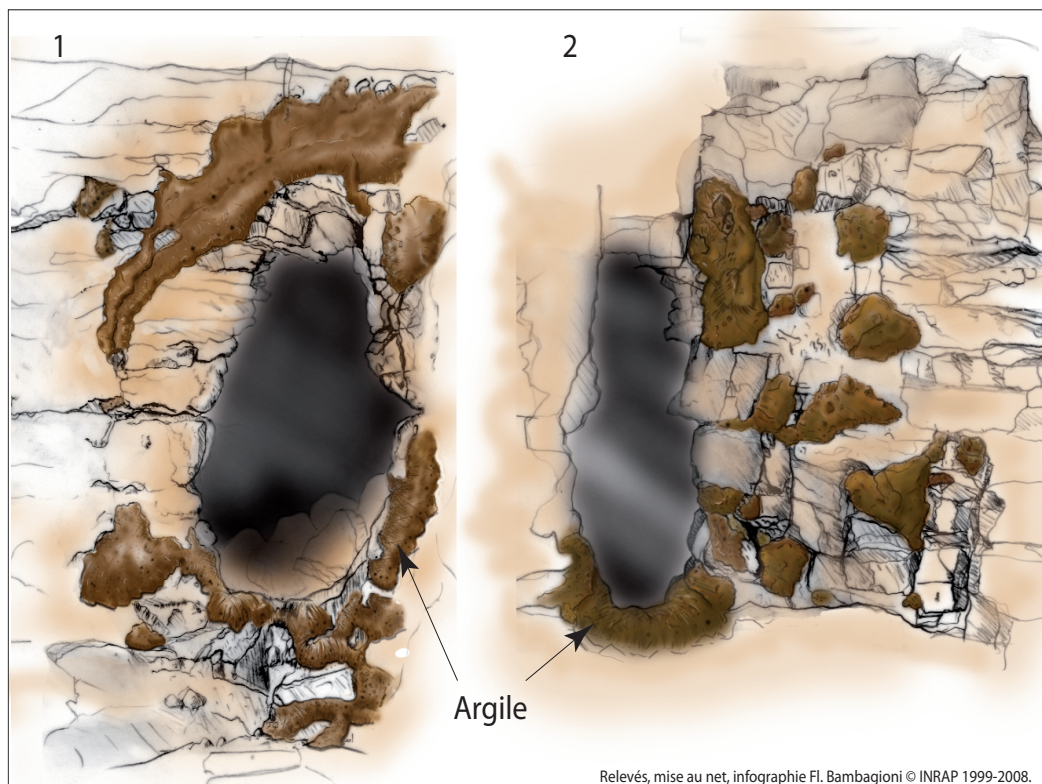 1
2
Argile
Relevés, mise au net, infographie Fl. Bambagioni © INRAP 1999-2008.